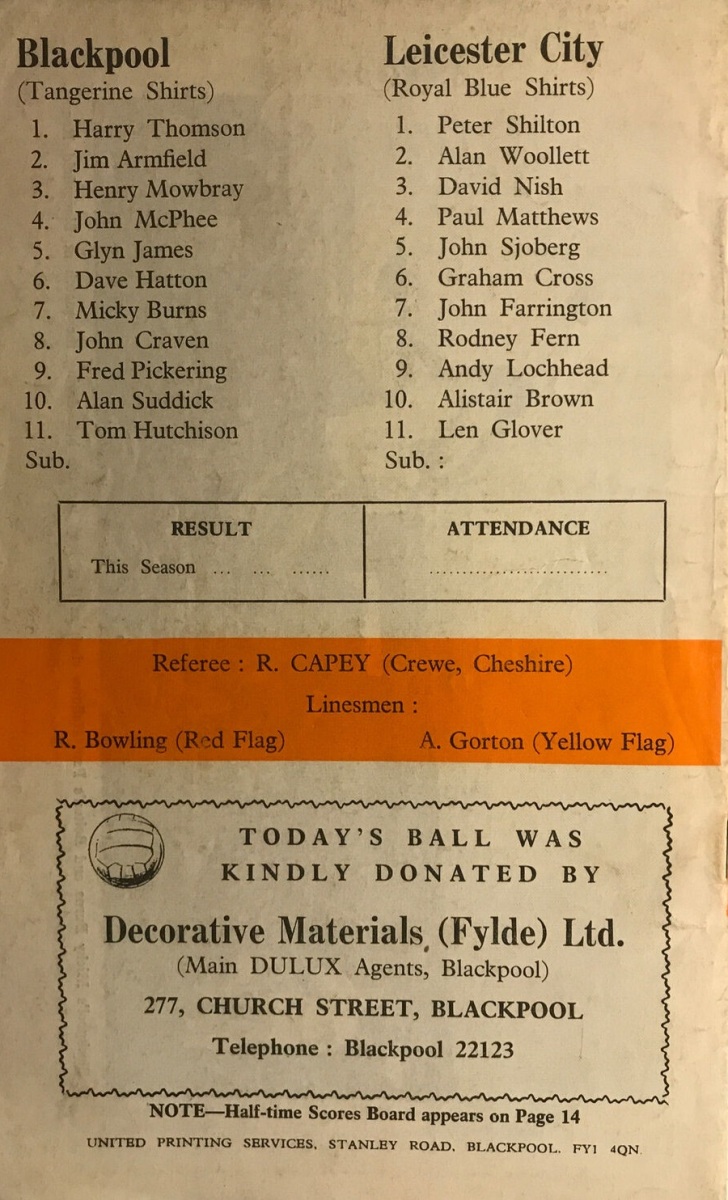 Blackpool
(Tangerine Shirts)
1. Harry Thomson
2. Jim Armfield
3. Henry Mowbray
4. John McPhee
5. Glyn James
6. Dave Hatton
7. Micky Burns
8. John Craven
9. Fred Pickering
10. Alan Suddick
11. Tom Hutchison
Sub.
Leicester City
(Royal Blue Shirts)
1. Peter Shilton
2. Alan Woollett
3. David Nish
4. Paul Matthews
5. John Sjoberg
6. Graham Cross
7. John Farrington
8. Rodney Fern
9. Andy Lochhead
10. Alistair Brown
11. Len Glover
Sub. :
RESULT
This Season ... ... ......
ATTENDANCE
..............................
Referee : R. CAPEY (Crewe, Cheshire)
Linesmen :
R. Bowling (Red Flag) A. Gorton (Yellow Flag)
TODAY'S BALL WAS
KINDLY DONATED BY
Decorative Materials, (Fylde) Ltd.
(Main DULUX Agents, Blackpool)
277, CHURCH STREET, BLACKPOOL
Telephone : Blackpool 22123
NOTE—Half-time Scores Board appears on Page 14
UNITED PRINTING SERVICES, STANLEY ROAD, BLACKPOOL. FY1 4QN.